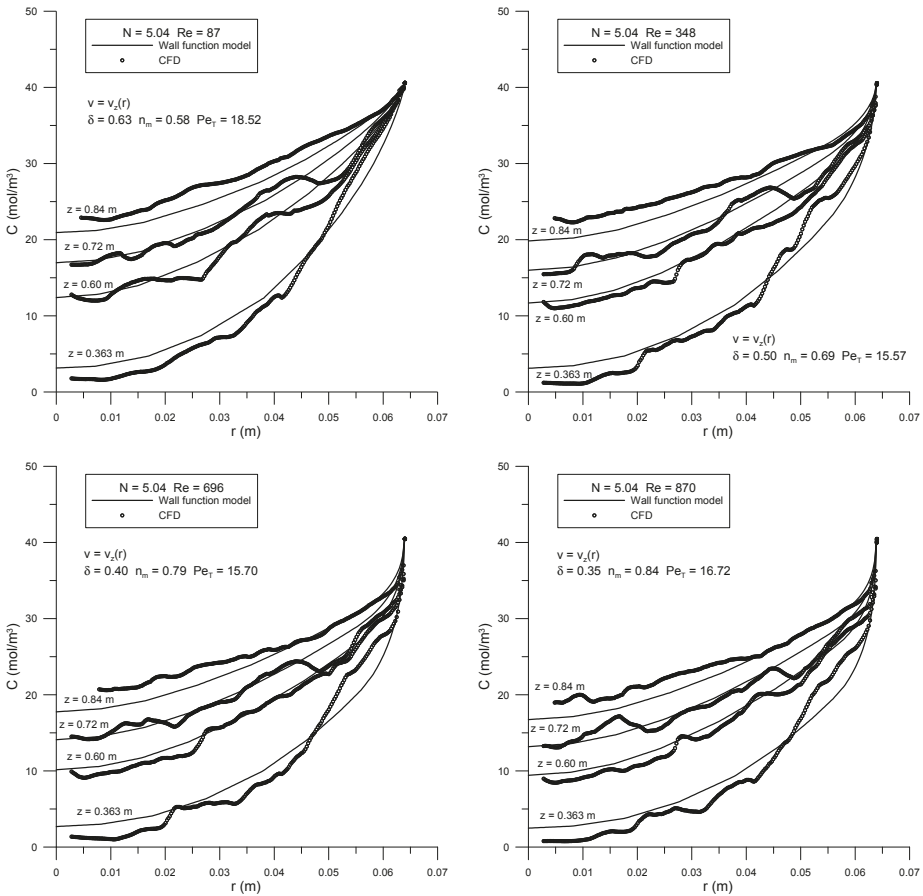 50
40
30
20
10
0
C (mol/m³)
N = 5.04 Re = 87
Wall function model
CFD
v = v_z(r)
δ = 0.63 n_m = 0.58 Pe_T = 18.52
z = 0.84 m
z = 0.72 m
z = 0.60 m
z = 0.363 m
0 0.01 0.02 0.03 0.04 0.05 0.06 0.07
r (m)
50
40
30
20
10
0
C (mol/m³)
N = 5.04 Re = 348
Wall function model
CFD
z = 0.84 m
z = 0.72 m
z = 0.60 m
v = v_z(r)
δ = 0.50 n_m = 0.69 Pe_T = 15.57
z = 0.363 m
0 0.01 0.02 0.03 0.04 0.05 0.06 0.07
r (m)
50
40
30
20
10
0
C (mol/m³)
N = 5.04 Re = 696
Wall function model
CFD
v = v_z(r)
δ = 0.40 n_m = 0.79 Pe_T = 15.70
z = 0.84 m
z = 0.72 m
z = 0.60 m
z = 0.363 m
0 0.01 0.02 0.03 0.04 0.05 0.06 0.07
r (m)
50
40
30
20
10
0
C (mol/m³)
N = 5.04 Re = 870
Wall function model
CFD
v = v_z(r)
δ = 0.35 n_m = 0.84 Pe_T = 16.72
z = 0.84 m
z = 0.72 m
z = 0.60 m
z = 0.363 m
0 0.01 0.02 0.03 0.04 0.05 0.06 0.07
r (m)